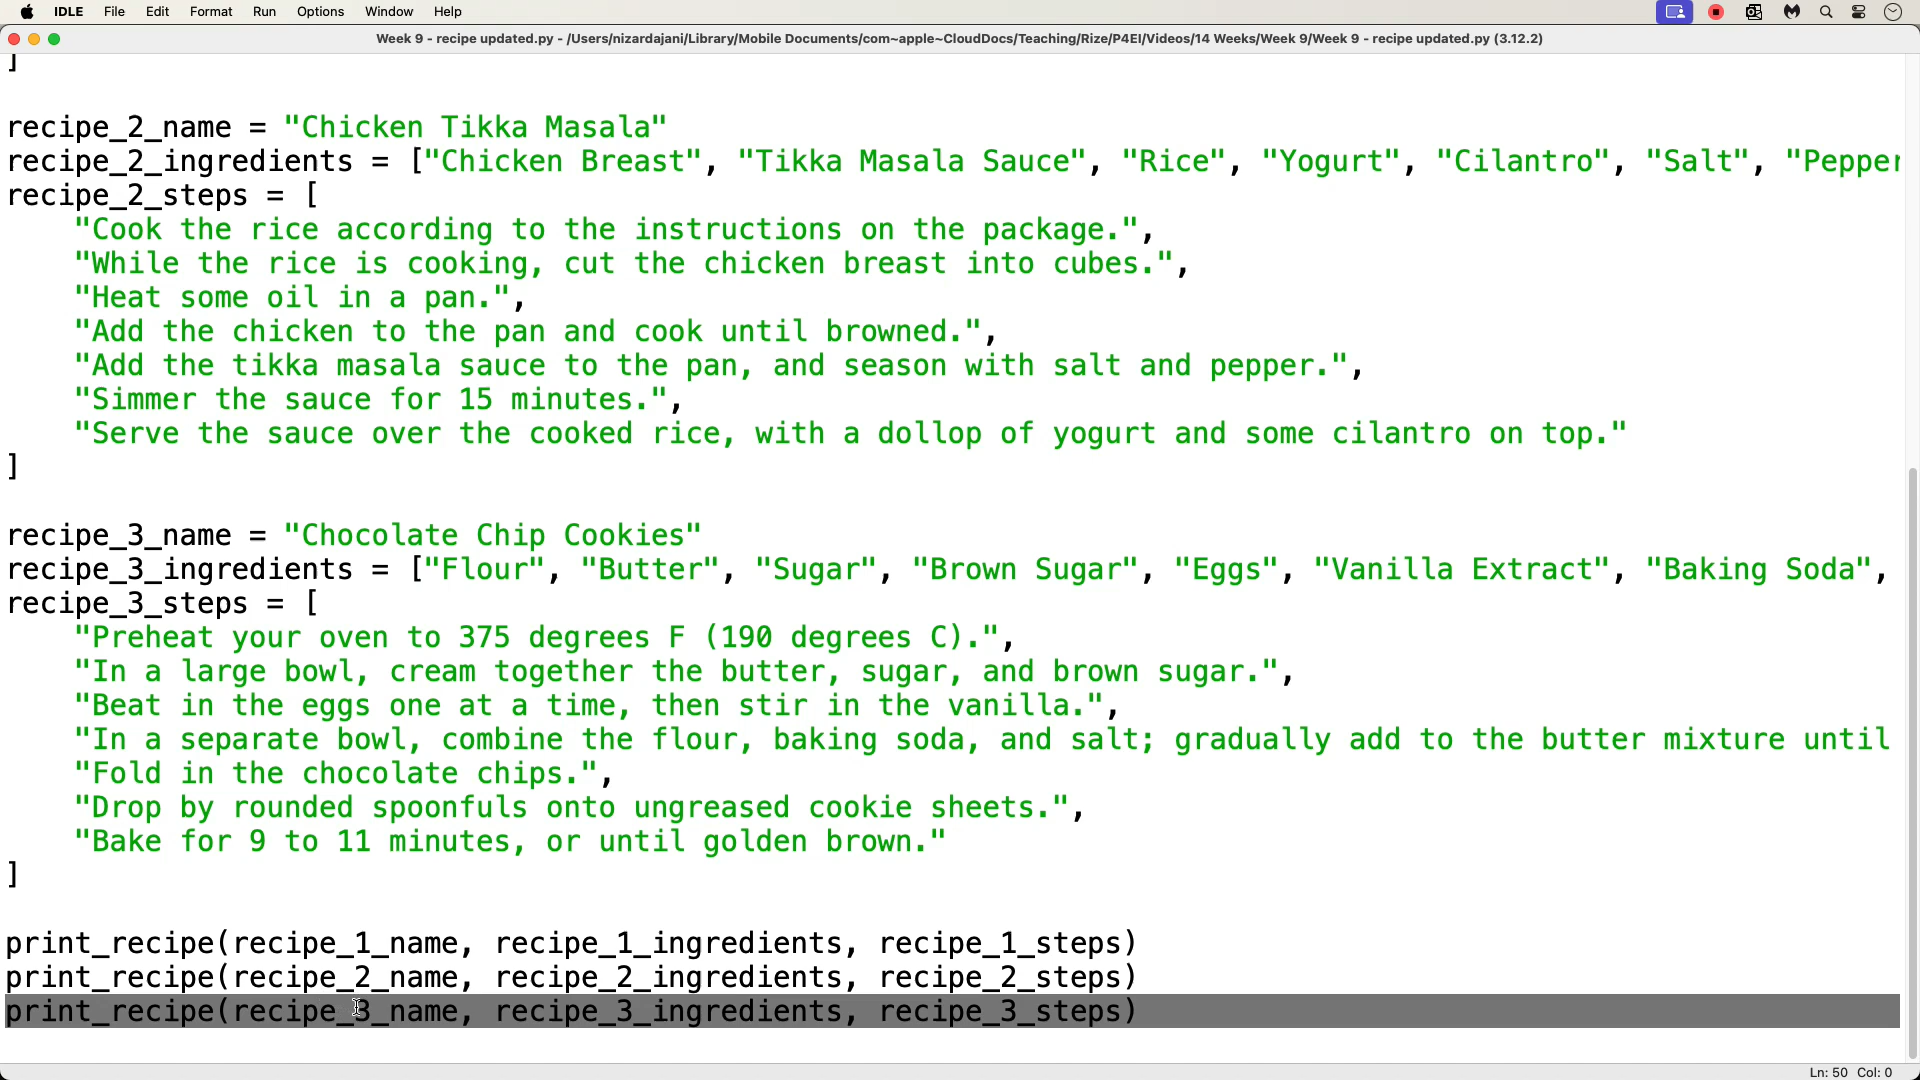 IDLE File Edit Format Run Options Window Help
Week 9 - recipe updated.py - /Users/nizardajani/Library/Mobile Documents/com~apple~CloudDocs/Teaching/Rize/P4EI/Videos/14 Weeks/Week 9/Week 9 - recipe updated.py (3.12.2)
]
recipe_2_name = "Chicken Tikka Masala"
recipe_2_ingredients = ["Chicken Breast", "Tikka Masala Sauce", "Rice", "Yogurt", "Cilantro", "Salt", "Pepper
recipe_2_steps = [
"Cook the rice according to the instructions on the package.",
"While the rice is cooking, cut the chicken breast into cubes.",
"Heat some oil in a pan.",
"Add the chicken to the pan and cook until browned.",
"Add the tikka masala sauce to the pan, and season with salt and pepper.",
"Simmer the sauce for 15 minutes.",
"Serve the sauce over the cooked rice, with a dollop of yogurt and some cilantro on top."
]
recipe_3_name = "Chocolate Chip Cookies"
recipe_3_ingredients = ["Flour", "Butter", "Sugar", "Brown Sugar", "Eggs", "Vanilla Extract", "Baking Soda",
recipe_3_steps = [
"Preheat your oven to 375 degrees F (190 degrees C).",
"In a large bowl, cream together the butter, sugar, and brown sugar.",
"Beat in the eggs one at a time, then stir in the vanilla.",
"In a separate bowl, combine the flour, baking soda, and salt; gradually add to the butter mixture until
"Fold in the chocolate chips.",
"Drop by rounded spoonfuls onto ungreased cookie sheets.",
"Bake for 9 to 11 minutes, or until golden brown."
]
print_recipe(recipe_1_name, recipe_1_ingredients, recipe_1_steps)
print_recipe(recipe_2_name, recipe_2_ingredients, recipe_2_steps)
print_recipe(recipe_3_name, recipe_3_ingredients, recipe_3_steps)
Ln: 50 Col: 0